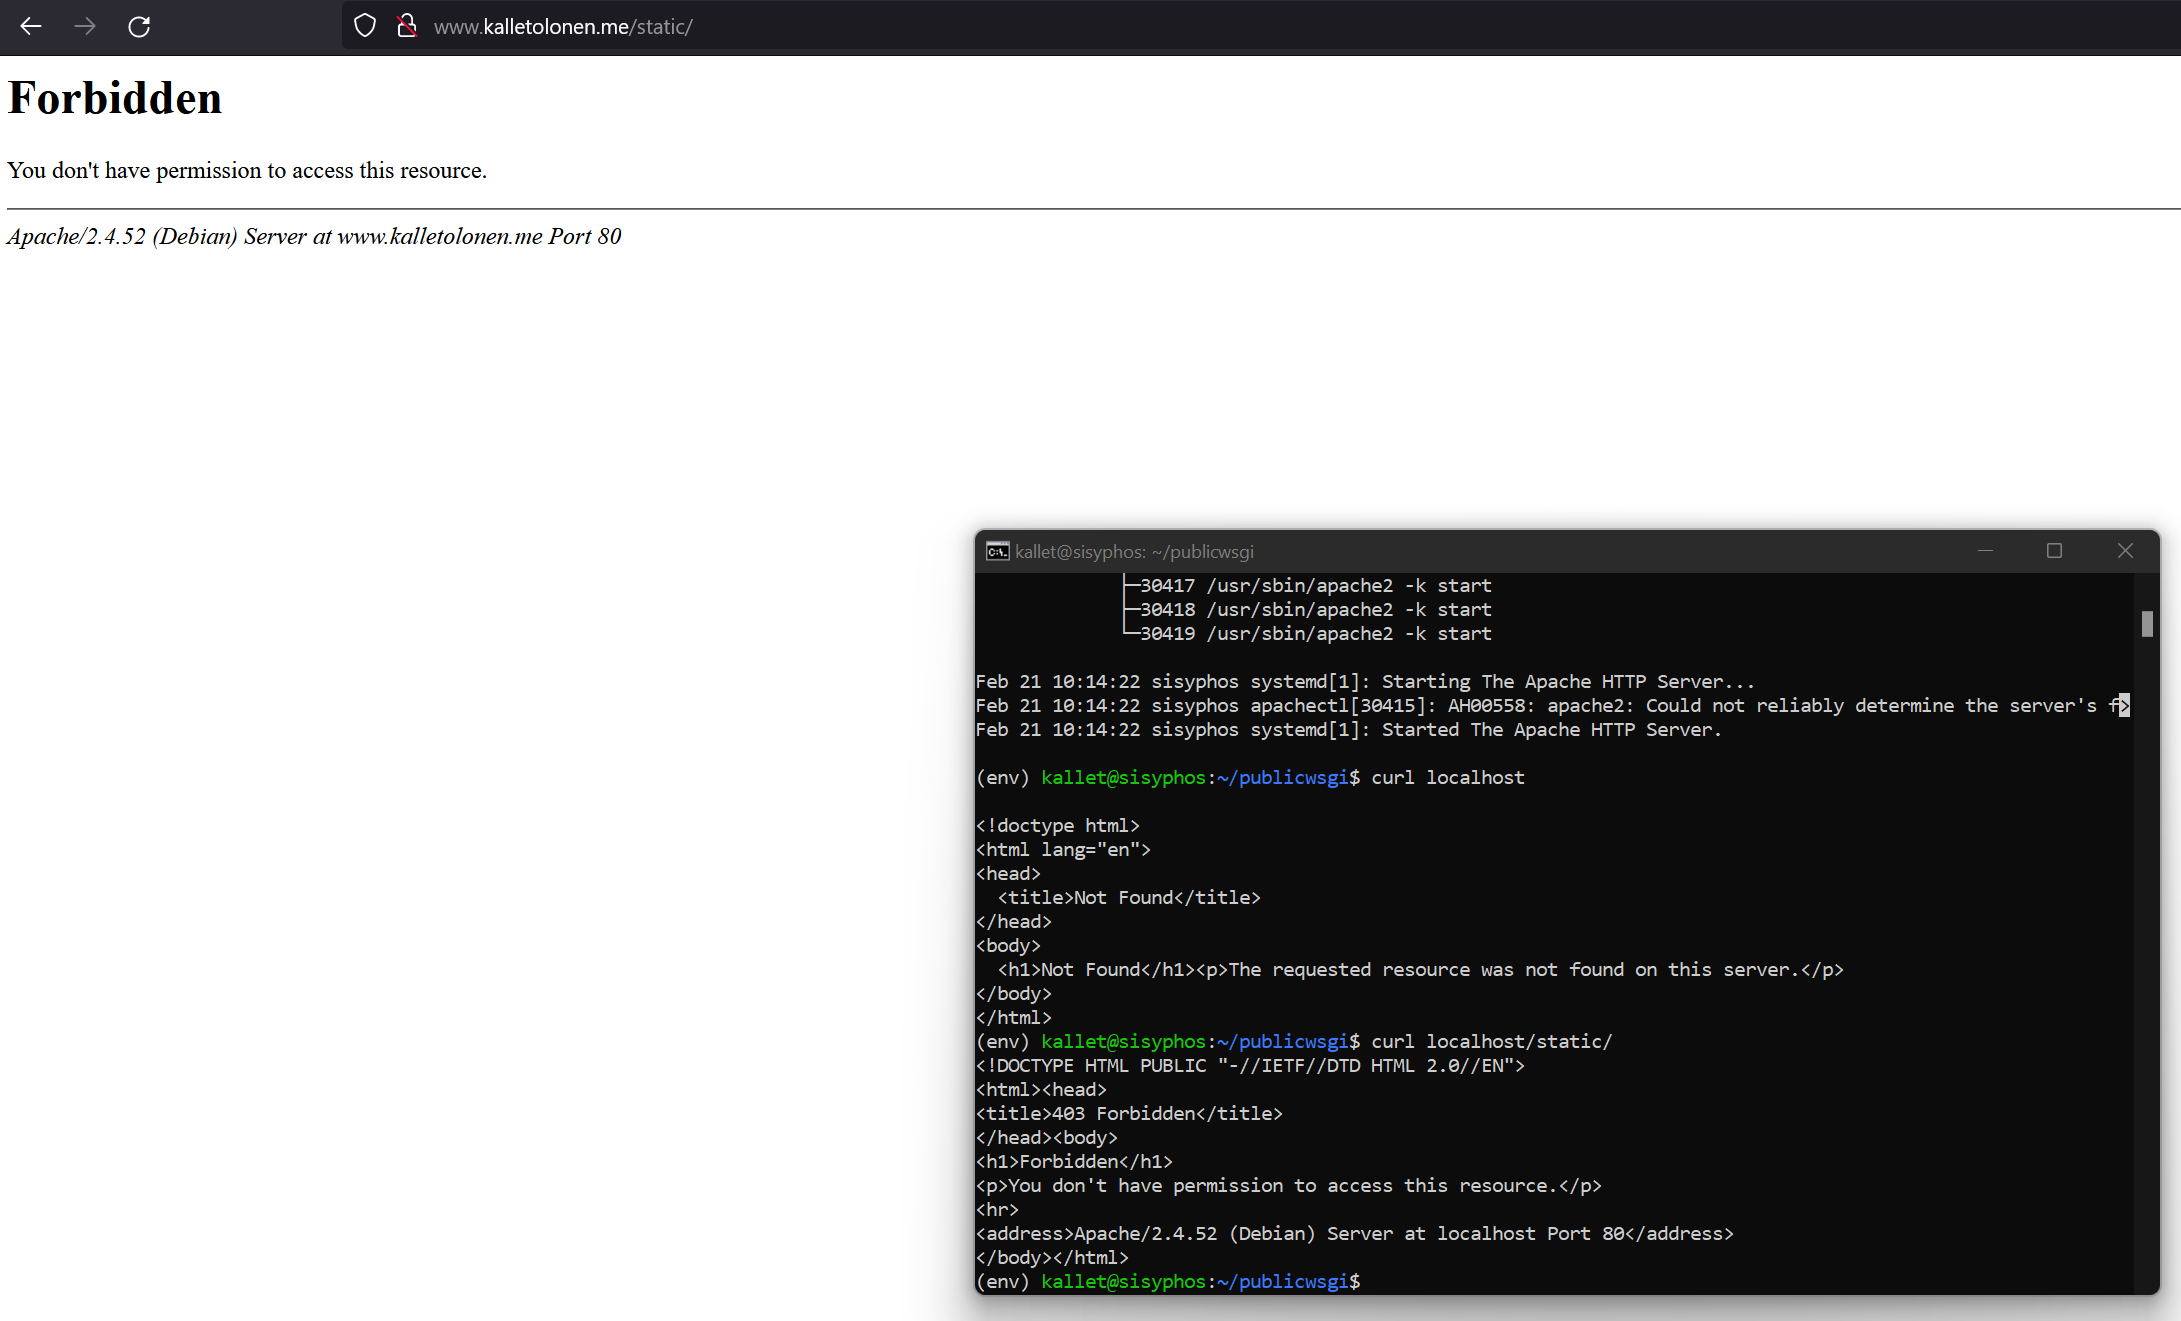 www.kalletolonen.me/static/
Forbidden
You don't have permission to access this resource.
Apache/2.4.52 (Debian) Server at www.kalletolonen.me Port 80
kallet@sisyphos: ~/publicwsgi
├─30417 /usr/sbin/apache2 -k start
├─30418 /usr/sbin/apache2 -k start
└─30419 /usr/sbin/apache2 -k start
Feb 21 10:14:22 sisyphos systemd[1]: Starting The Apache HTTP Server...
Feb 21 10:14:22 sisyphos apachectl[30415]: AH00558: apache2: Could not reliably determine the server's f>
Feb 21 10:14:22 sisyphos systemd[1]: Started The Apache HTTP Server.
(env) kallet@sisyphos:~/publicwsgi$ curl localhost
<!doctype html>
<html lang="en">
<head>
  <title>Not Found</title>
</head>
<body>
  <h1>Not Found</h1><p>The requested resource was not found on this server.</p>
</body>
</html>
(env) kallet@sisyphos:~/publicwsgi$ curl localhost/static/
<!DOCTYPE HTML PUBLIC "-//IETF//DTD HTML 2.0//EN">
<html><head>
<title>403 Forbidden</title>
</head><body>
<h1>Forbidden</h1>
<p>You don't have permission to access this resource.</p>
<hr>
<address>Apache/2.4.52 (Debian) Server at localhost Port 80</address>
</body></html>
(env) kallet@sisyphos:~/publicwsgi$